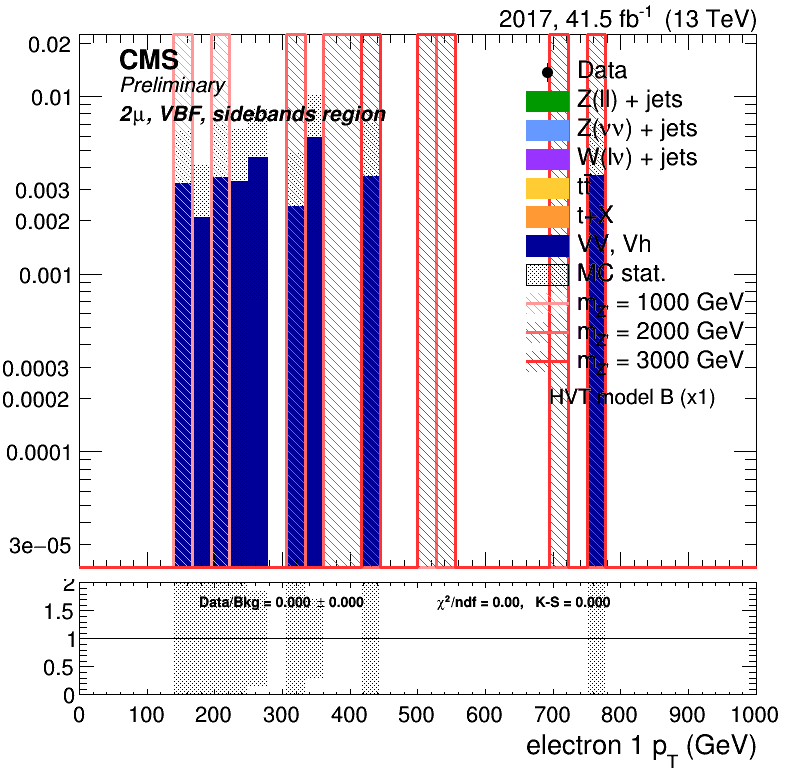 2017, 41.5 fb⁻¹ (13 TeV)
CMS
Preliminary
2μ, VBF, sidebands region
Data
Z(ll) + jets
Z(νν) + jets
W(lν) + jets
tt̄
t+X
VV, Vh
MC stat.
m_Z' = 1000 GeV
m_Z' = 2000 GeV
m_Z' = 3000 GeV
HVT model B (x1)
0.02
0.01
0.003
0.002
0.001
0.0003
0.0002
0.0001
3e−05
Data/Bkg = 0.000 ± 0.000
χ²/ndf = 0.00, K-S = 0.000
2
1.5
1
0.5
0
0 100 200 300 400 500 600 700 800 900 1000
electron 1 p_T (GeV)